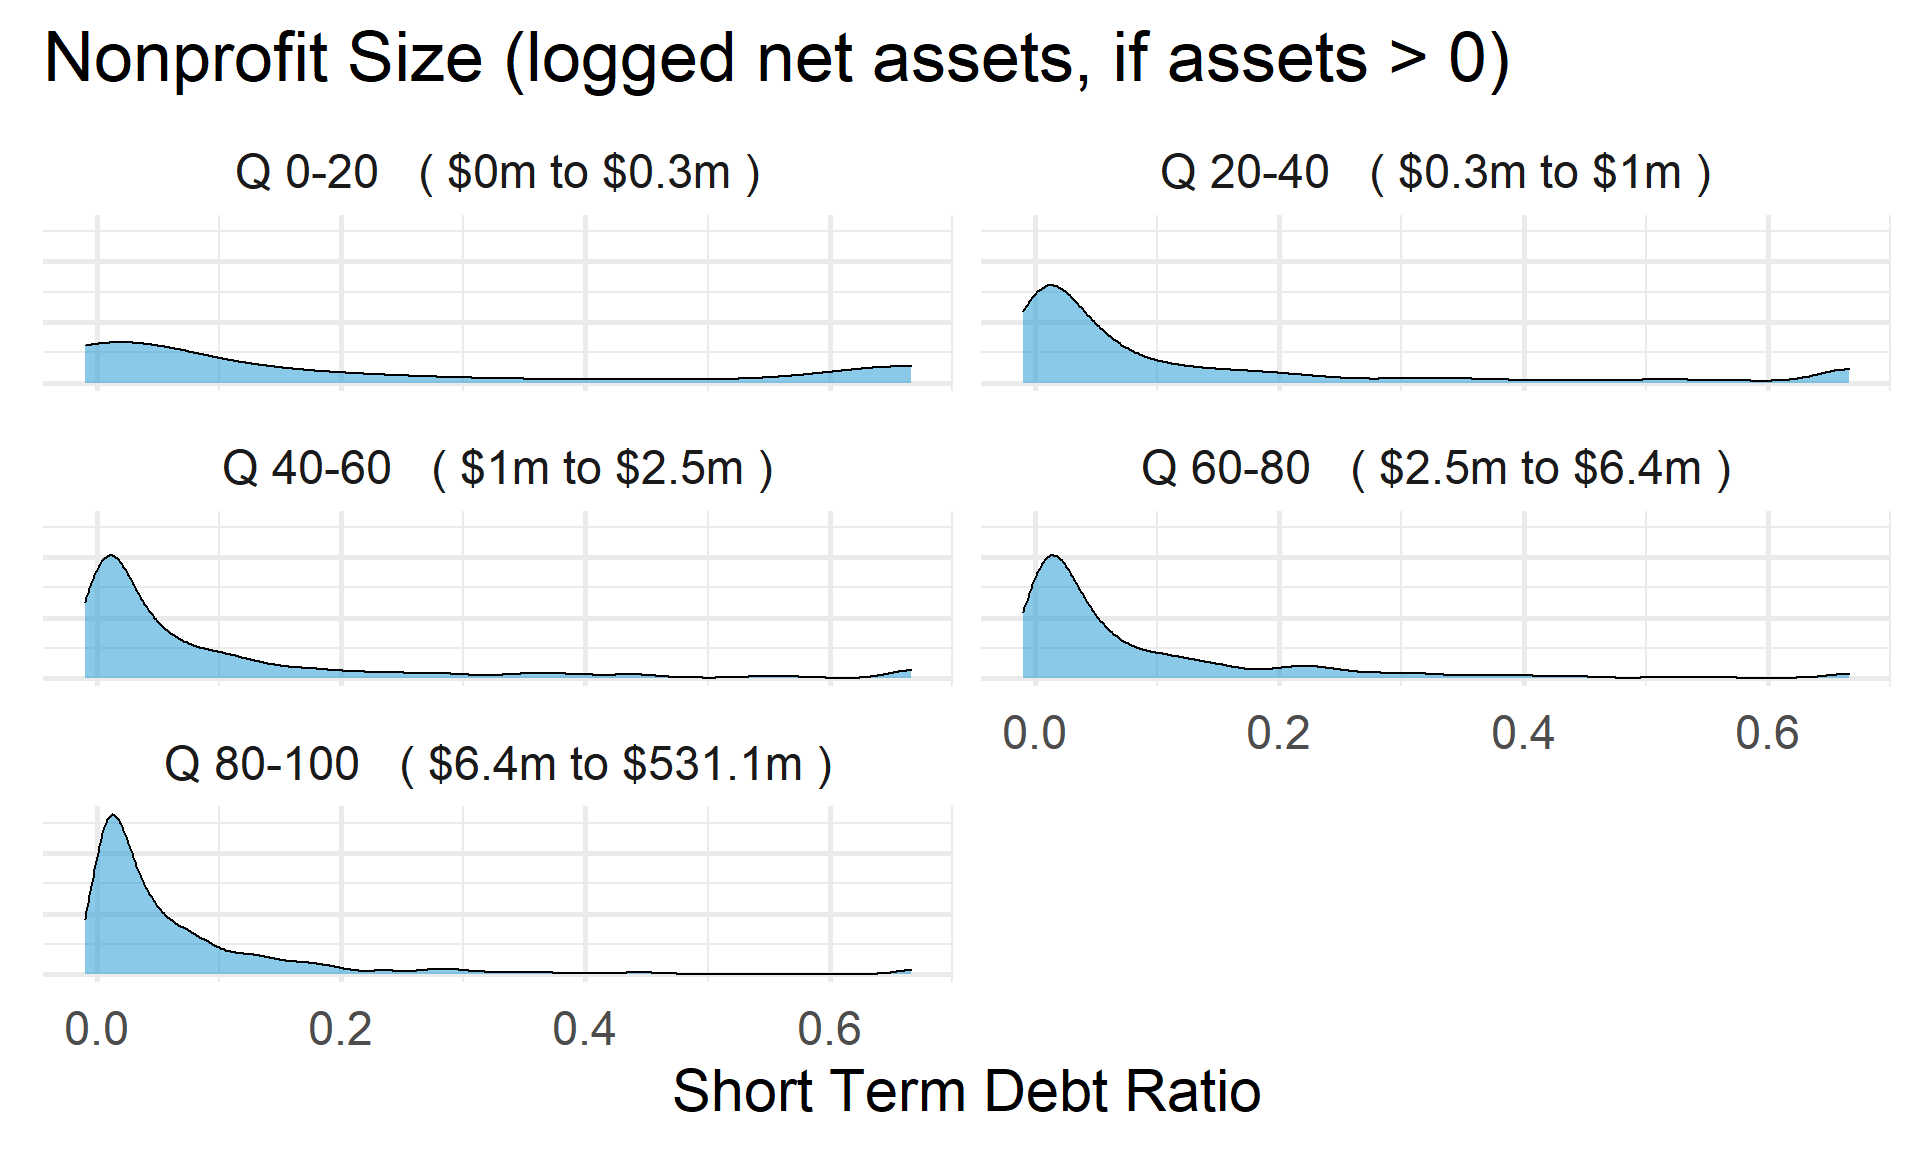 Nonprofit Size (logged net assets, if assets > 0)
Q 0-20 ( $0m to $0.3m )
Q 20-40 ( $0.3m to $1m )
Q 40-60 ( $1m to $2.5m )
Q 60-80 ( $2.5m to $6.4m )
0.0 0.2 0.4 0.6
Q 80-100 ( $6.4m to $531.1m )
0.0 0.2 0.4 0.6
Short Term Debt Ratio